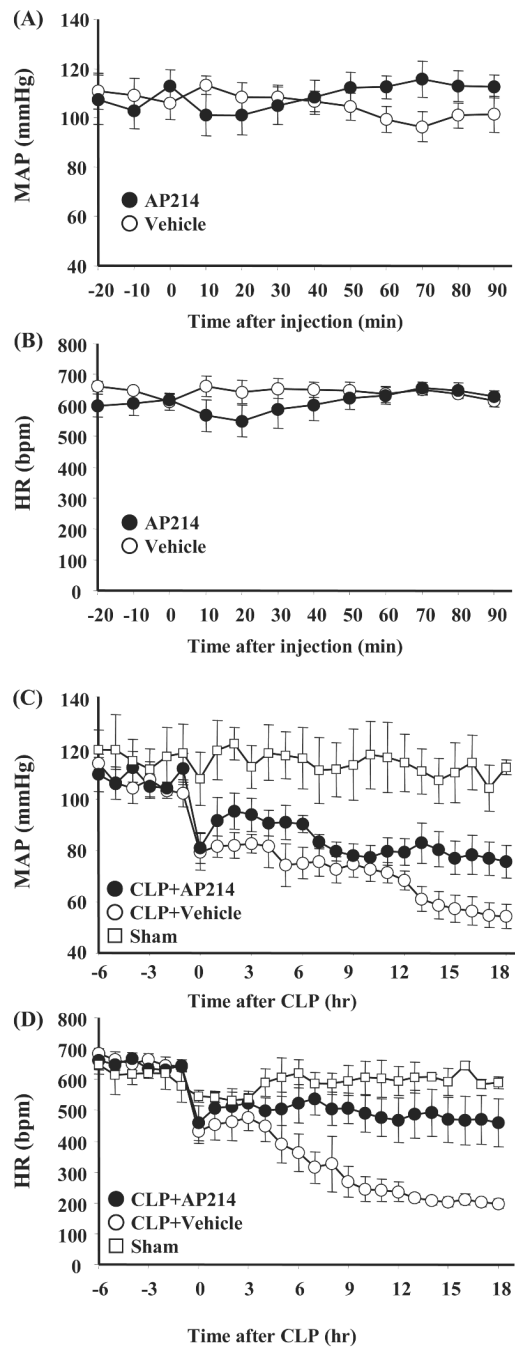 (A)
140
120
100
80
60
40
MAP (mmHg)
AP214
Vehicle
-20 -10 0 10 20 30 40 50 60 70 80 90
Time after injection (min)
(B)
800
700
600
500
400
300
200
100
0
HR (bpm)
AP214
Vehicle
-20 -10 0 10 20 30 40 50 60 70 80 90
Time after injection (min)
(C)
140
120
100
80
60
40
MAP (mmHg)
CLP+AP214
CLP+Vehicle
Sham
-6 -3 0 3 6 9 12 15 18
Time after CLP (hr)
(D)
800
700
600
500
400
300
200
100
0
HR (bpm)
CLP+AP214
CLP+Vehicle
Sham
-6 -3 0 3 6 9 12 15 18
Time after CLP (hr)